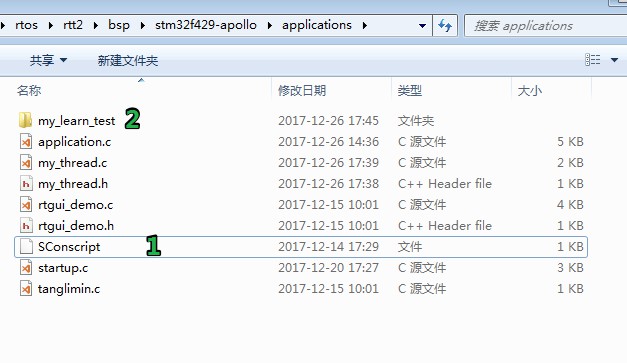 rtos rtt2 bsp stm32f429-apollo applications 搜索 applications
共享 新建文件夹
名称 修改日期 类型 大小
my_learn_test 2 2017-12-26 17:45 文件夹
application.c 2017-12-26 14:36 C 源文件 5 KB
my_thread.c 2017-12-26 17:39 C 源文件 2 KB
my_thread.h 2017-12-26 17:38 C++ Header file 1 KB
rtgui_demo.c 2017-12-15 10:01 C 源文件 4 KB
rtgui_demo.h 2017-12-15 10:01 C++ Header file 1 KB
SConscript 1 2017-12-14 17:29 文件 1 KB
startup.c 2017-12-20 17:27 C 源文件 3 KB
tanglimin.c 2017-12-15 10:01 C 源文件 1 KB